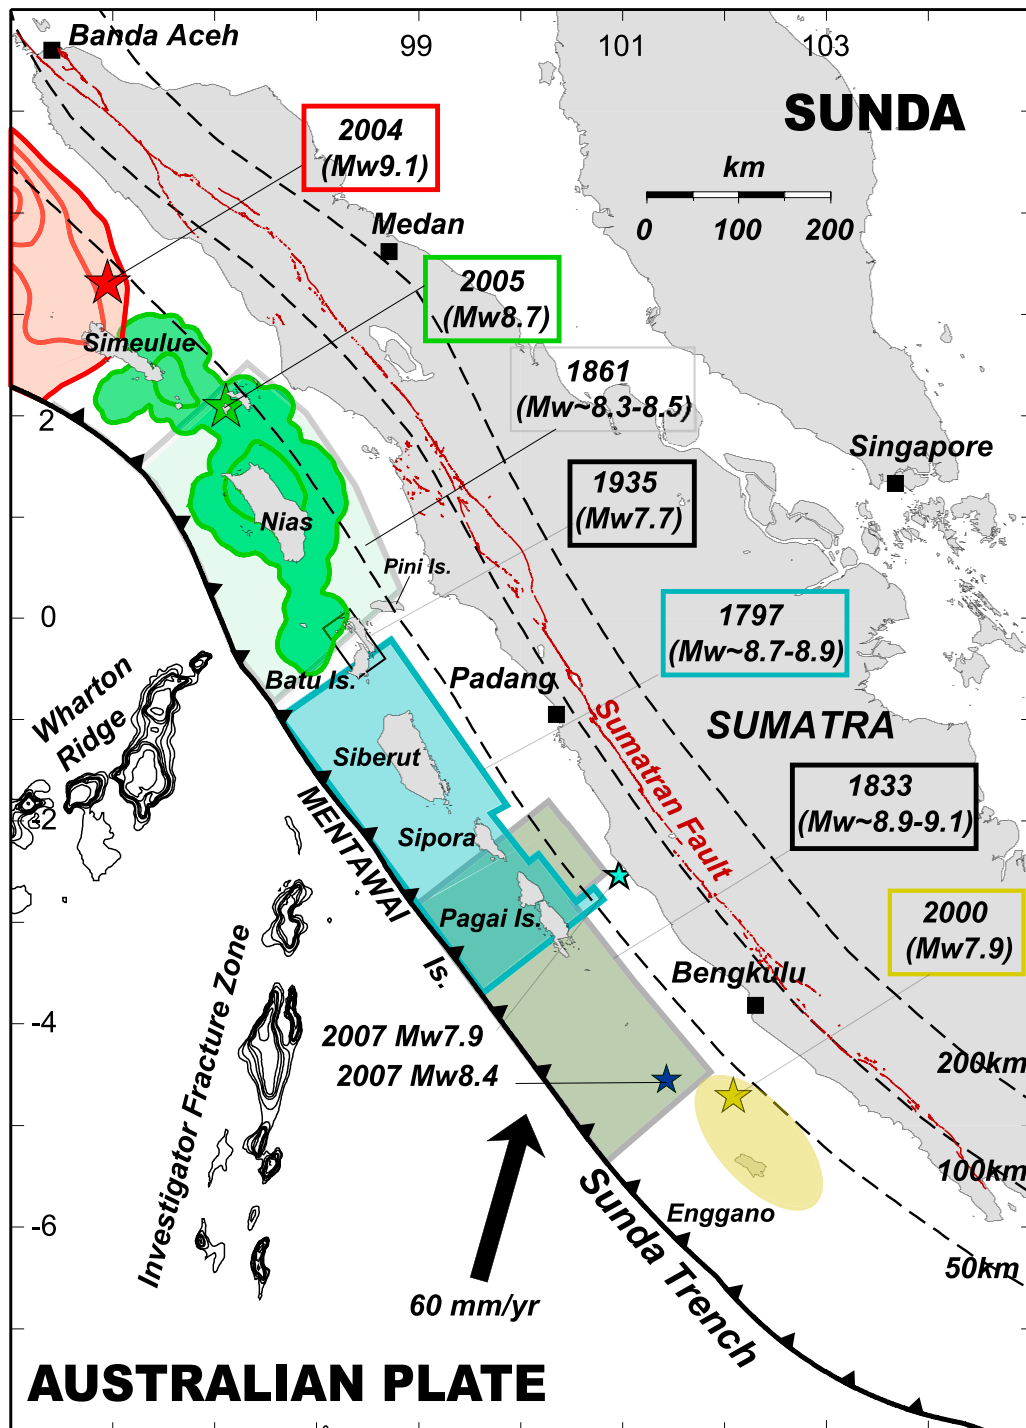 99
101
103
Banda Aceh
SUNDA
2004
(Mw9.1)
km
0 100 200
Medan
2005
(Mw8.7)
Simeulue
1861
(Mw~8.3-8.5)
2
Singapore
1935
(Mw7.7)
Nias
Pini Is.
0
1797
(Mw~8.7-8.9)
Batu Is.
Padang
Wharton
Ridge
Sumatran Fault
SUMATRA
Siberut
1833
(Mw~8.9-9.1)
-2
MENTAWAI
Is.
Sipora
Pagai Is.
2000
(Mw7.9)
Bengkulu
Investigator Fracture Zone
-4
2007 Mw7.9
2007 Mw8.4
200km
100km
50km
Enggano
-6
Sunda Trench
60 mm/yr
AUSTRALIAN PLATE